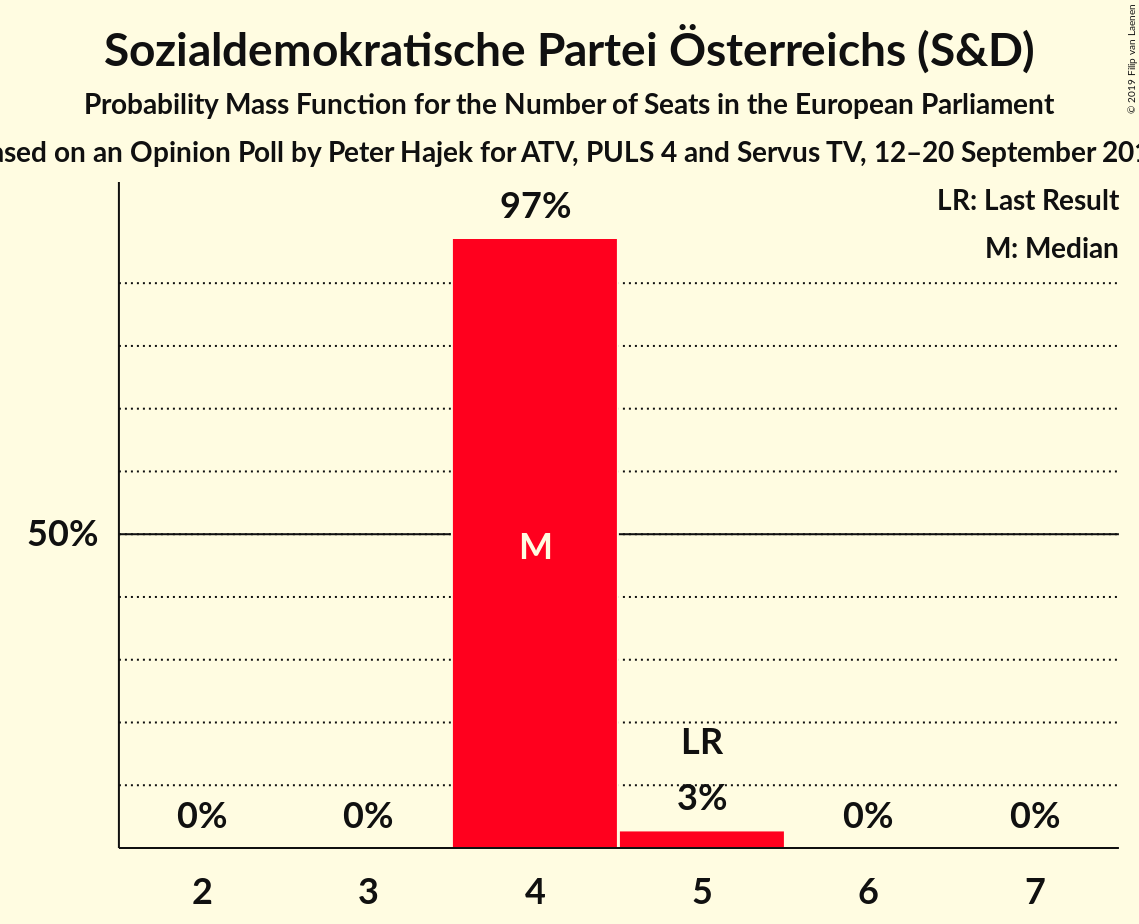 Sozialdemokratische Partei Österreichs (S&D)
Probability Mass Function for the Number of Seats in the European Parliament
on an Opinion Poll by Peter Hajek for ATV, PULS 4 and Servus TV, 12–20 September
© 2019 Filip van Laenen
LR: Last Result
M: Median
97%
50%
M
LR
3%
0%
0%
0%
0%
2
3
4
5
6
7